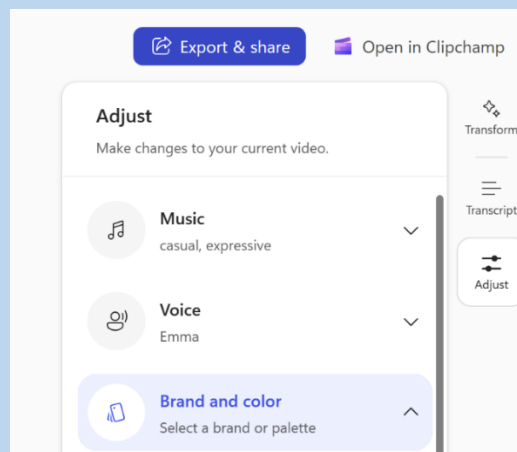 Export & share
Open in Clipchamp
Adjust
Make changes to your current video.
Transform
Music
casual, expressive
Transcript
Voice
Emma
Adjust
Brand and color
Select a brand or palette